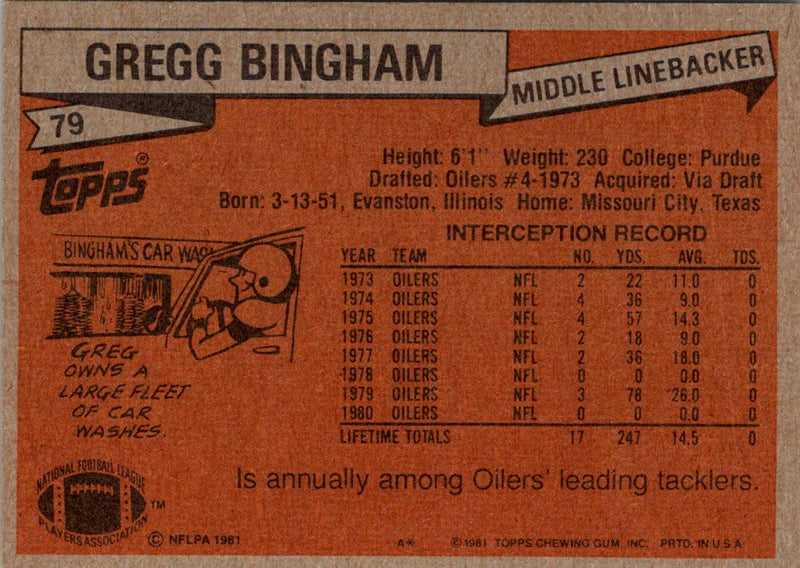 GREGG BINGHAM
MIDDLE LINEBACKER
79
topps®
Height: 6'1" Weight: 230 College: Purdue
Drafted: Oilers #4-1973 Acquired: Via Draft
Born: 3-13-51, Evanston, Illinois Home: Missouri City, Texas
INTERCEPTION RECORD
YEAR TEAM NO. YDS. AVG. TDS.
1973 OILERS NFL 2 22 11.0 0
1974 OILERS NFL 4 36 9.0 0
1975 OILERS NFL 4 57 14.3 0
1976 OILERS NFL 2 18 9.0 0
1977 OILERS NFL 2 36 18.0 0
1978 OILERS NFL 0 0 0.0 0
1979 OILERS NFL 3 78 26.0 0
1980 OILERS NFL 0 0 0.0 0
LIFETIME TOTALS 17 247 14.5 0
BINGHAM'S CAR WASH
GREG
OWNS A
LARGE FLEET
OF CAR
WASHES.
Is annually among Oilers' leading tacklers.
NATIONAL FOOTBALL LEAGUE
PLAYERS ASSOCIATION
TM
© NFLPA 1981
A* ©1981 TOPPS CHEWING GUM, INC. PRTD. IN U.S.A.